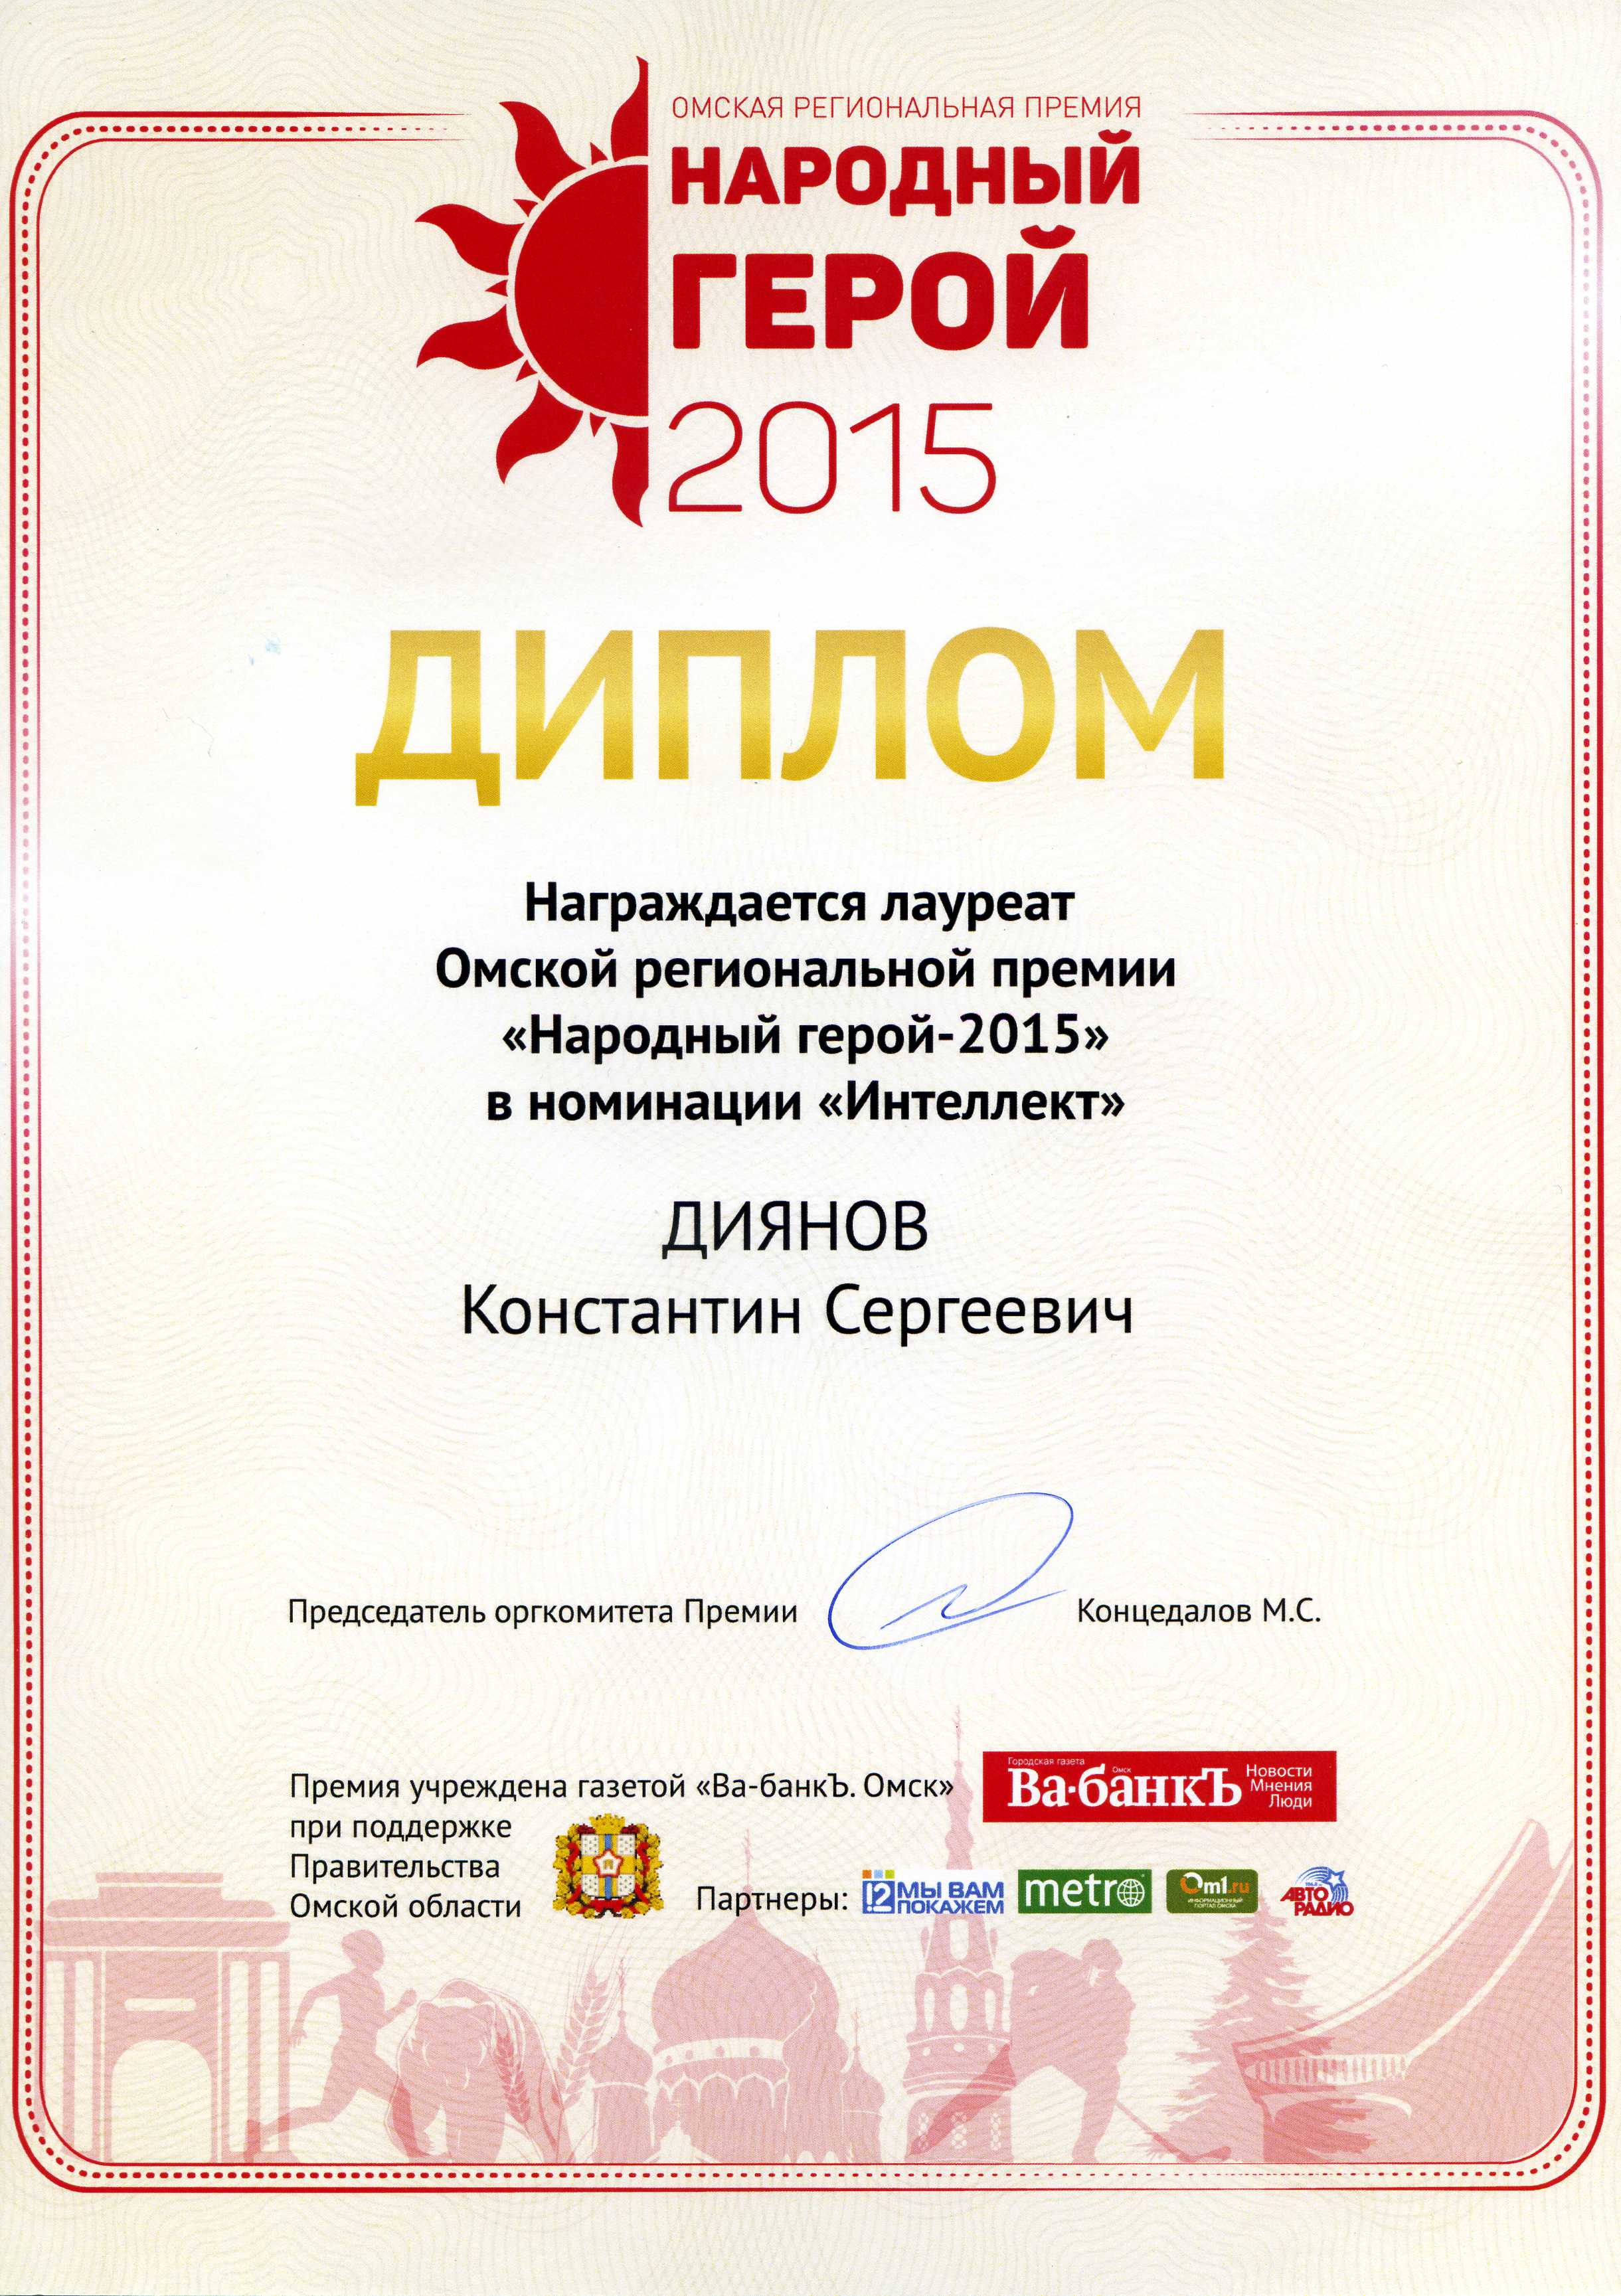 ОМСКАЯ РЕГИОНАЛЬНАЯ ПРЕМИЯ
НАРОДНЫЙ
ГЕРОЙ
2015
ДИПЛОМ
Награждается лауреат
Омской региональной премии
«Народный герой-2015»
в номинации «Интеллект»
ДИЯНОВ
Константин Сергеевич
Председатель оргкомитета Премии Концедалов М.С.
Премия учреждена газетой «Ва-банкЪ. Омск»
при поддержке
Правительства
Омской области
Городская газета
Омск
Ва-банкЪ
Новости
Мнения
Люди
Партнеры:
12 МЫ ВАМ
ПОКАЖЕМ
metro
Om1.ru
ИНФОРМАЦИОННЫЙ
ПОРТАЛ ОМСКА
АВТО
РАДИО